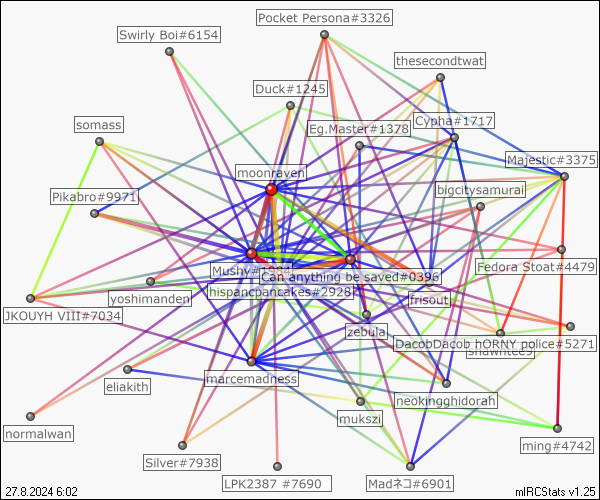 Pocket Persona#3326
Swirly Boi#6154
thesecondtwat
Duck#1245
Cypha#1717
somass
Eg.Master#1378
Majestic#3375
moonraven
bigcitysamurai
Pikabro#9971
Mushy#1984
Can anything be saved#0396
Fedora Stoat#4479
hispancpancakes#2928
yoshimanden
frisout
JKOUYH VIII#7034
zebula
DacobDacob hORNY police#5271
shawnte29
marcemadness
eliakith
neokingghidorah
mukszi
normalwan
ming#4742
Silver#7938
LPK2387 #7690
Madネコ#6901
27.8.2024 6:02
mIRCStats v1.25